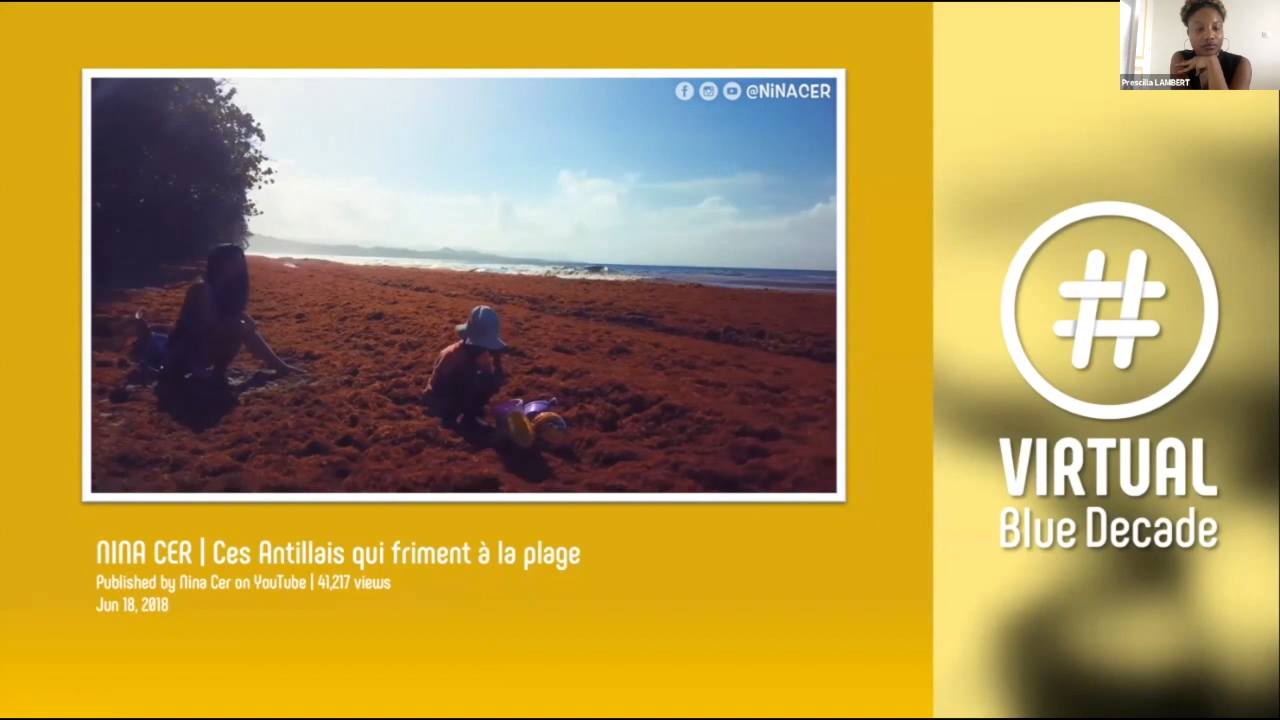 @NiNACER
NINA CER | Ces Antillais qui friment à la plage
Published by Nina Cer on YouTube | 41,217 views
Jun 18, 2018
Prescilla LAMBERT
#
VIRTUAL
Blue Decade